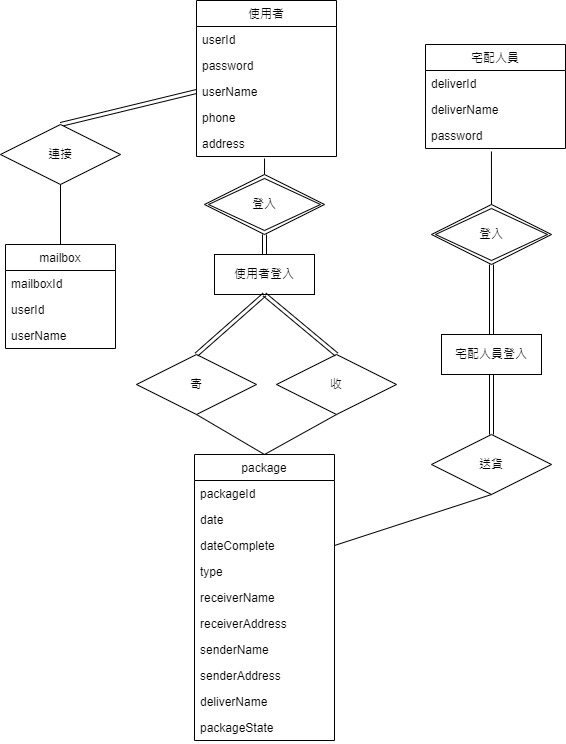 使用者
userId
password
userName
phone
address
宅配人員
deliverId
deliverName
password
連接
登入
登入
mailbox
mailboxId
userId
userName
使用者登入
宅配人員登入
寄
收
送貨
package
packageId
date
dateComplete
type
receiverName
receiverAddress
senderName
senderAddress
deliverName
packageState